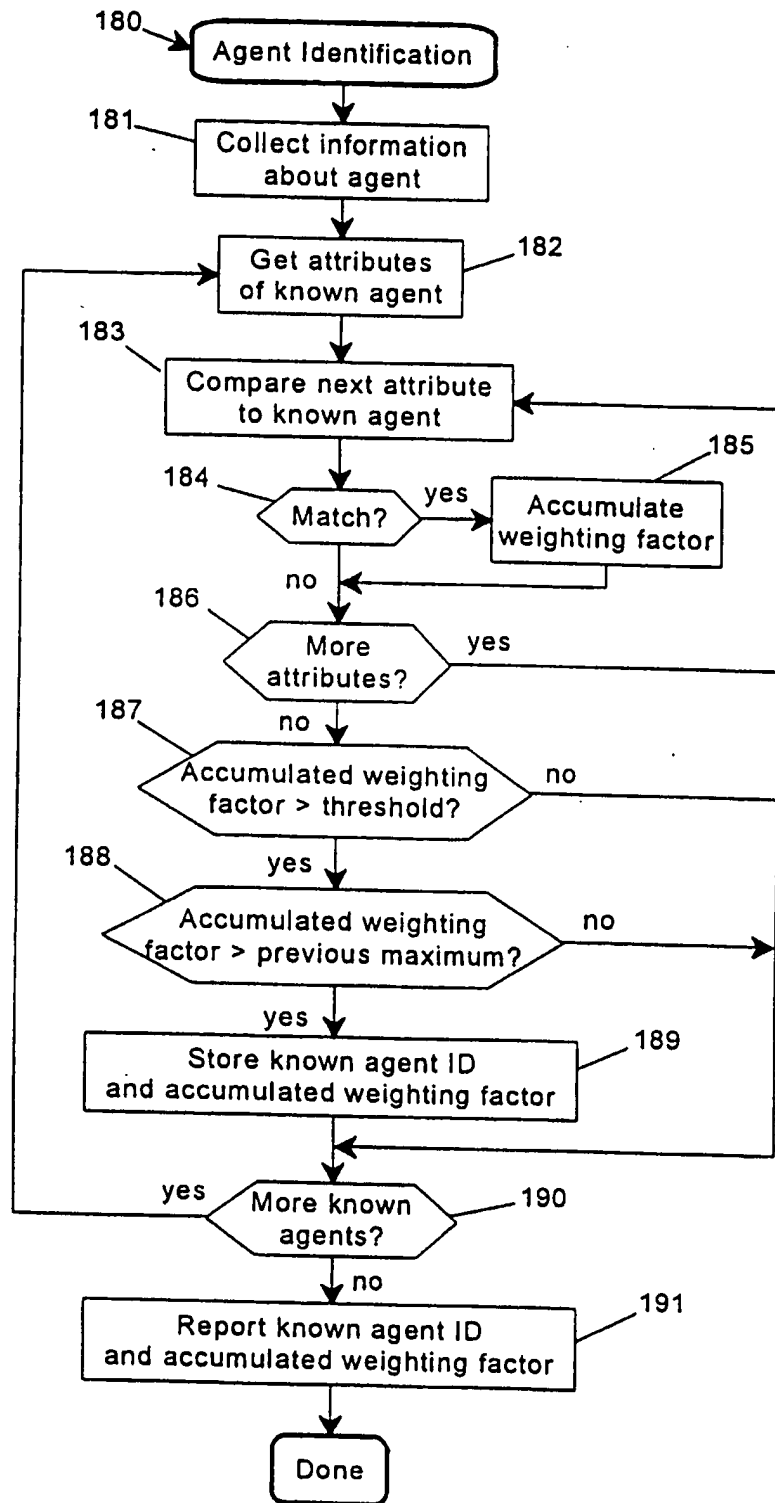 180
Agent Identification
181
Collect information
about agent
182
Get attributes
of known agent
183
Compare next attribute
to known agent
184
Match?
yes
185
Accumulate
weighting factor
no
186
More
attributes?
yes
no
187
Accumulated weighting
factor > threshold?
no
yes
188
Accumulated weighting
factor > previous maximum?
no
yes
189
Store known agent ID
and accumulated weighting factor
yes
More known
agents?
190
no
191
Report known agent ID
and accumulated weighting factor
Done